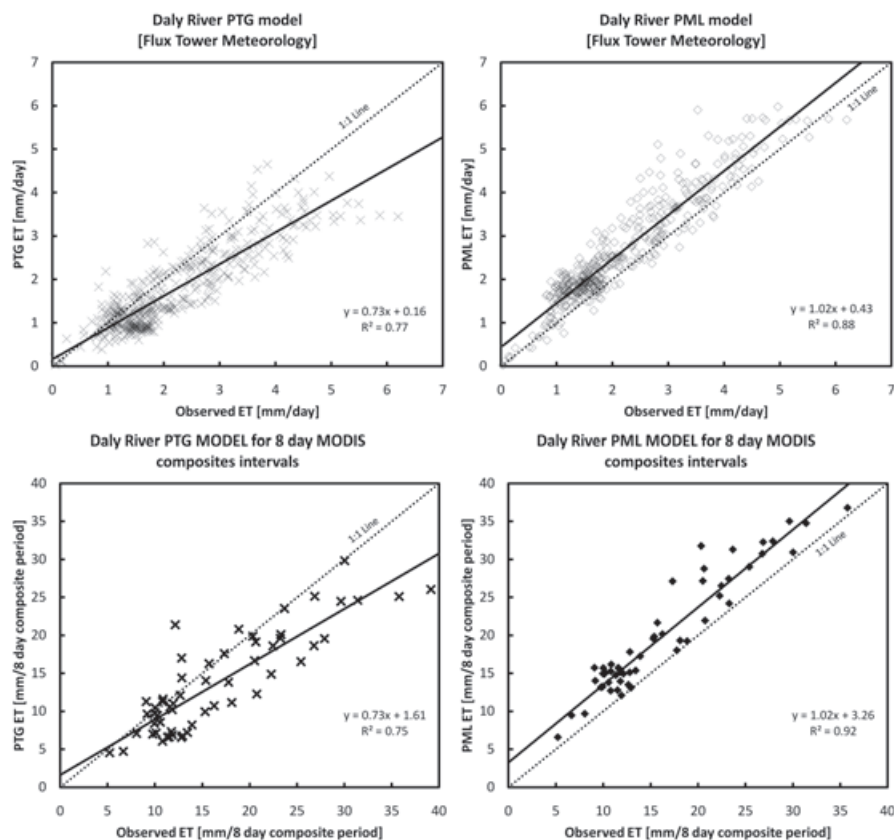 Daly River PTG model
[Flux Tower Meteorology]
7
6
5
4
3
2
1
0
PTG ET [mm/day]
1:1 Line
y = 0.73x + 0.16
R² = 0.77
0 1 2 3 4 5 6 7
Observed ET [mm/day]
Daly River PML model
[Flux Tower Meteorology]
7
6
5
4
3
2
1
0
PML ET [mm/day]
1:1 Line
y = 1.02x + 0.43
R² = 0.88
0 1 2 3 4 5 6 7
Observed ET [mm/day]
Daly River PTG MODEL for 8 day MODIS
composites intervals
40
35
30
25
20
15
10
5
0
PTG ET [mm/8 day composite period]
1:1 Line
y = 0.73x + 1.61
R² = 0.75
0 5 10 15 20 25 30 35 40
Observed ET [mm/8 day composite period]
Daly River PML MODEL for 8 day MODIS
composites intervals
40
35
30
25
20
15
10
5
0
PML ET [mm/8 day composite period]
1:1 Line
y = 1.02x + 3.26
R² = 0.92
0 5 10 15 20 25 30 35 40
Observed ET [mm/8 day composite period]